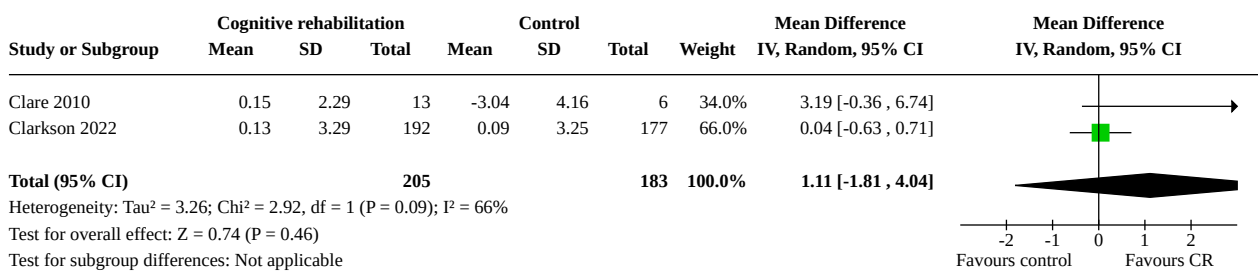 Cognitive rehabilitation Control Mean Difference Mean Difference
Study or Subgroup Mean SD Total Mean SD Total Weight IV, Random, 95% CI IV, Random, 95% CI
Clare 2010 0.15 2.29 13 -3.04 4.16 6 34.0% 3.19 [-0.36 , 6.74]
Clarkson 2022 0.13 3.29 192 0.09 3.25 177 66.0% 0.04 [-0.63 , 0.71]
Total (95% CI) 205 183 100.0% 1.11 [-1.81 , 4.04]
Heterogeneity: Tau² = 3.26; Chi² = 2.92, df = 1 (P = 0.09); I² = 66%
Test for overall effect: Z = 0.74 (P = 0.46) -2 -1 0 1 2
Test for subgroup differences: Not applicable Favours control Favours CR